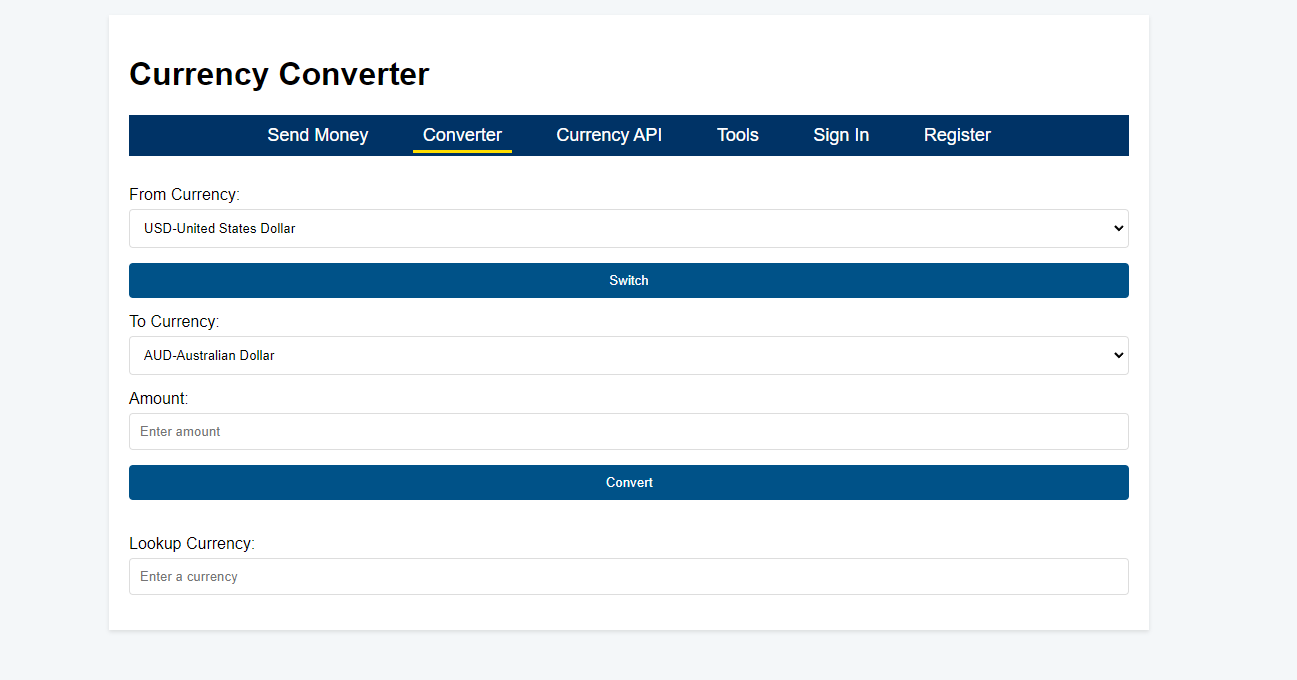 Currency Converter
Send Money Converter Currency API Tools Sign In Register
From Currency:
USD-United States Dollar
Switch
To Currency:
AUD-Australian Dollar
Amount:
Enter amount
Convert
Lookup Currency:
Enter a currency